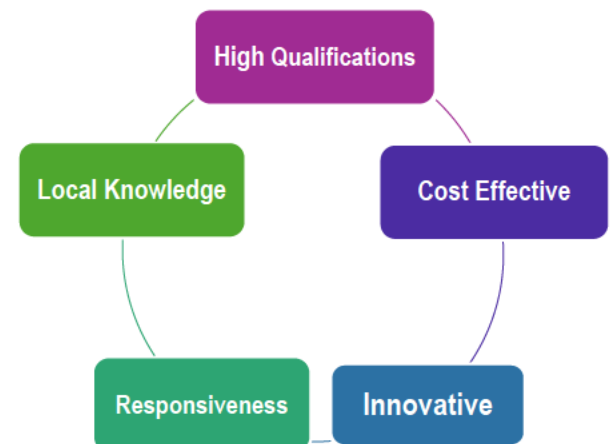 High Qualifications
Local Knowledge
Cost Effective
Responsiveness
Innovative